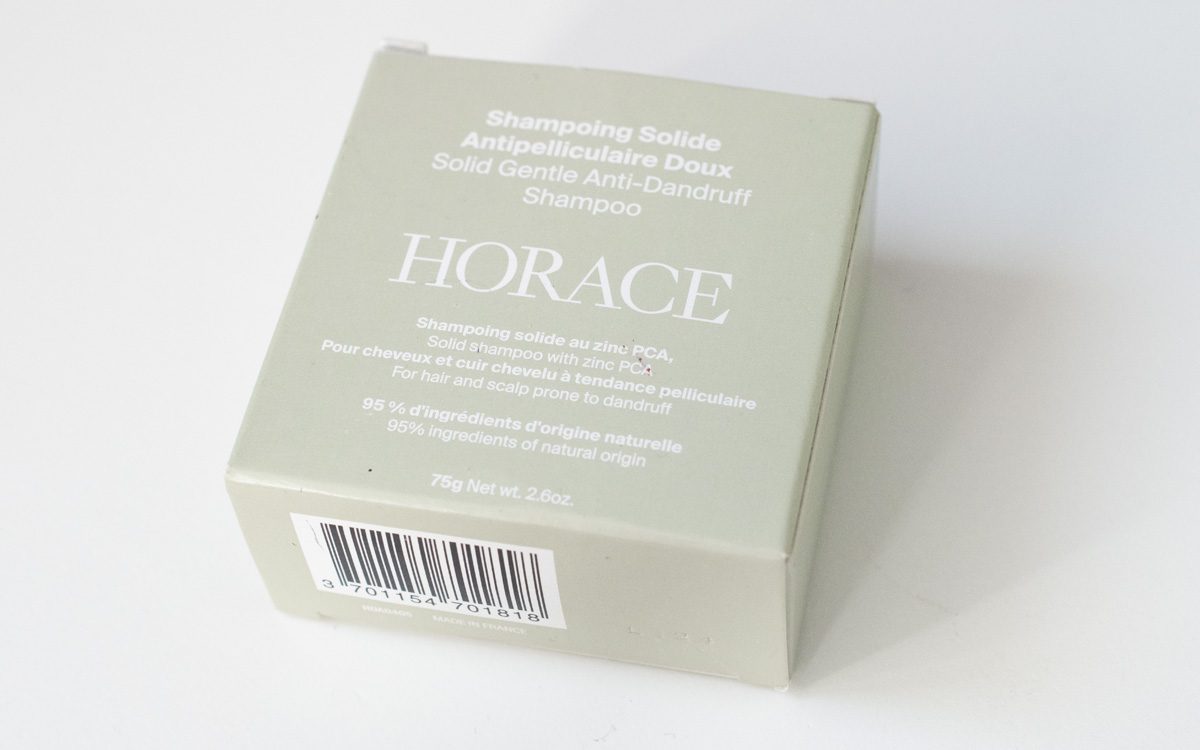 Shampoing Solide
Antipelliculaire Doux
Solid Gentle Anti-Dandruff
Shampoo
HORACE
Shampoing solide au zinc PCA,
Solid shampoo with zinc PCA
Pour cheveux et cuir chevelu à tendance pelliculaire
For hair and scalp prone to dandruff
95 % d'ingrédients d'origine naturelle
95% ingredients of natural origin
75g Net wt. 2.6oz.
3 701154 701818
MADE IN FRANCE